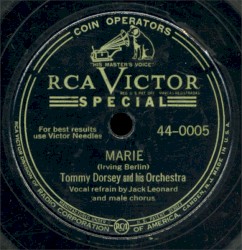 COIN OPERATORS
"HIS MASTER'S VOICE"
RCA VICTOR
SPECIAL
For best results
use Victor Needles
44-0005
MARIE
(Irving Berlin)
Tommy Dorsey and his Orchestra
Vocal refrain by Jack Leonard
and male chorus
RCA